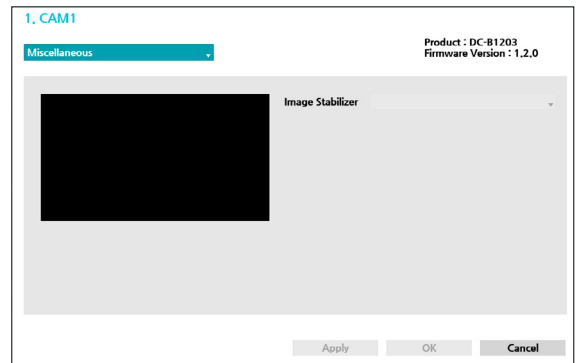 1. CAM1
Miscellaneous
Product : DC-B1203
Firmware Version : 1.2.0
Image Stabilizer
Apply
OK
Cancel